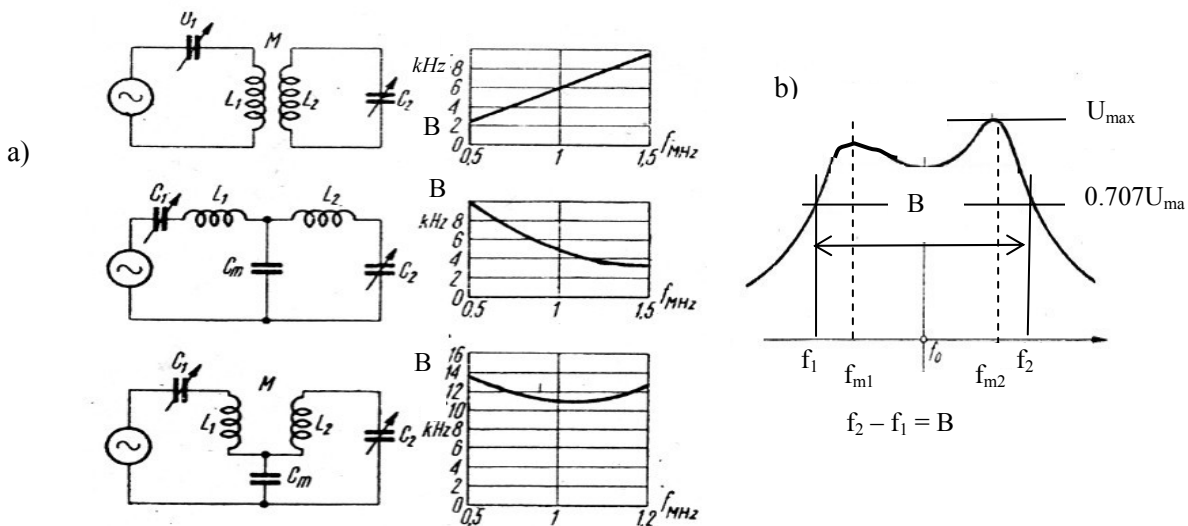 a)
U₁
M
L₁
L₂
C₂
kHz
B
8
6
4
2
0
0,5
1
1,5
fMHz
C₁
L₁
L₂
Cm
C₂
B
kHz
8
6
4
2
0
0,5
1
1,5
fMHz
C₁
M
L₁
L₂
Cm
C₂
B
kHz
16
14
12
10
8
6
4
2
0
0,5
1
1,2
fMHz
b)
Umax
0.707Uma
B
f₁
fm1
f₀
fm2
f₂
f₂ – f₁ = B